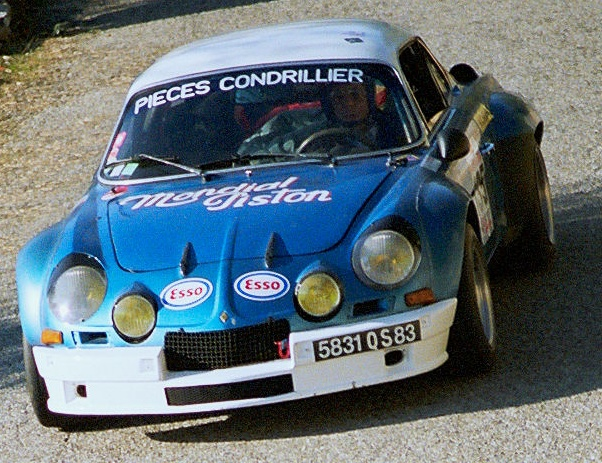 PIECES CONDRILLIER
Mondial Piston
Esso
Esso
5831 QS 83